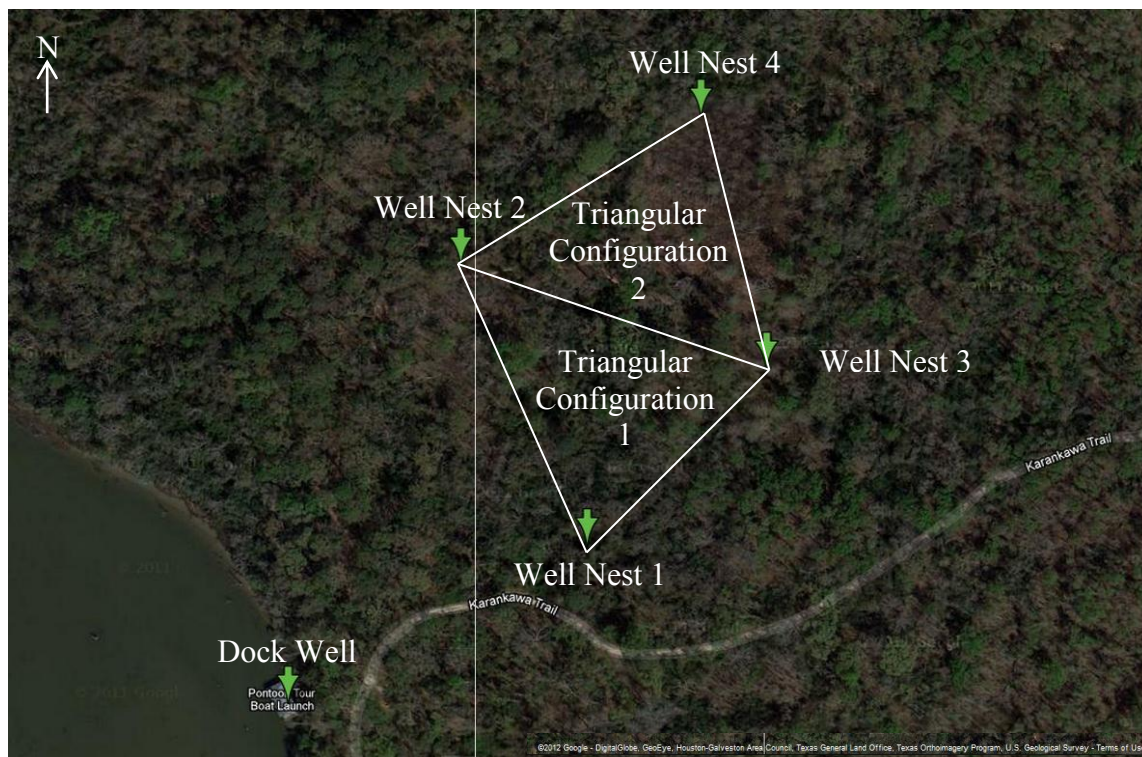 N
Well Nest 4
Well Nest 2
Triangular
Configuration
2
Triangular
Configuration
1
Well Nest 3
Karankawa Trail
© 2011
Well Nest 1
Karankawa Trail
Dock Well
Pontoon Tour
Boat Launch
©2012 Google - DigitalGlobe, GeoEye, Houston-Galveston Area Council, Texas General Land Office, Texas Orthoimagery Program, U.S. Geological Survey - Terms of Use